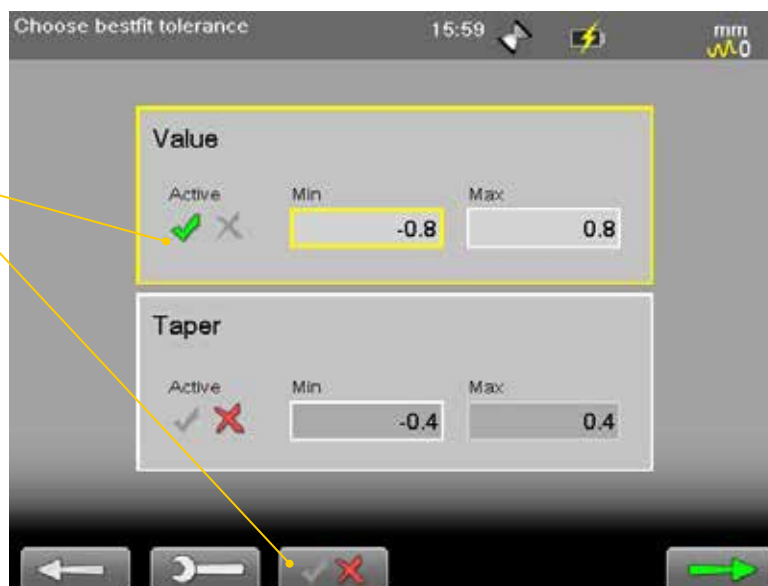 Choose bestfit tolerance 15:59 mm
0
Value
Active Min Max
-0.8 0.8
Taper
Active Min Max
-0.4 0.4